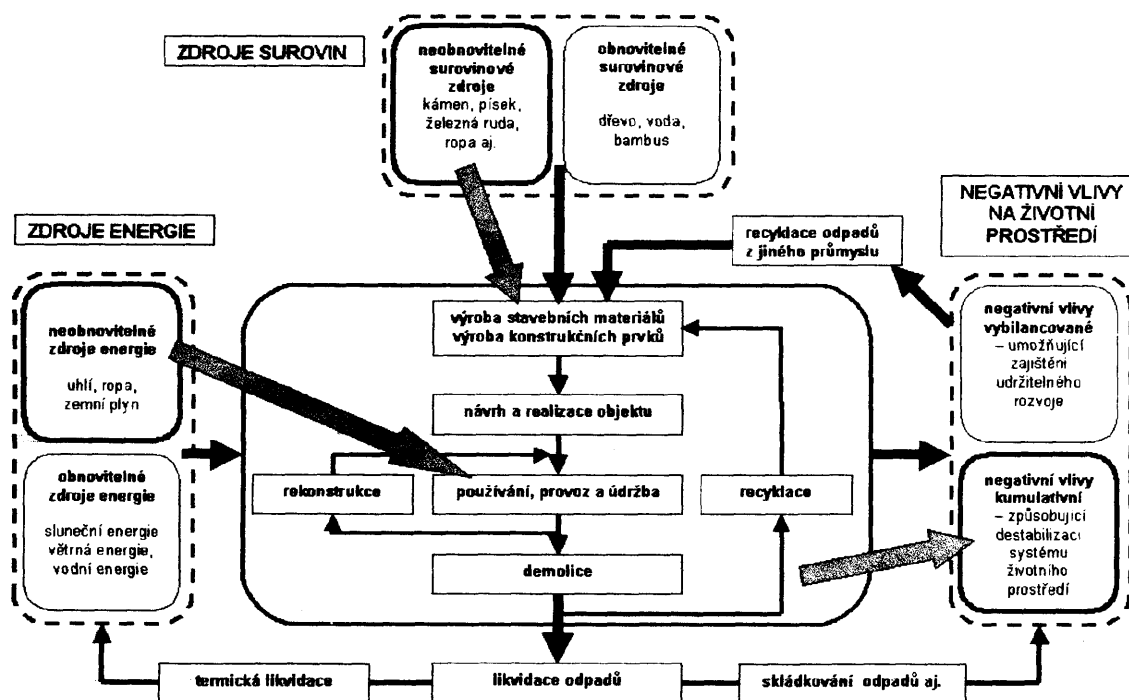 ZDROJE SUROVIN
neobnovitelné
surovinové
zdroje
kámen, písek,
železná ruda,
ropa aj.
obnovitelné
surovinové
zdroje
dřevo, voda,
bambus
ZDROJE ENERGIE
neobnovitelné
zdroje energie
uhlí, ropa,
zemní plyn
obnovitelné
zdroje energie
sluneční energie
větrná energie,
vodní energie
recyklace odpadů
z jiného průmyslu
NEGATIVNÍ VLIVY
NA ŽIVOTNÍ
PROSTŘEDÍ
negativní vlivy
vybilancované
– umožňující
zajištění
udržitelného
rozvoje
negativní vlivy
kumulativní
– způsobující
destabilizaci
systému
životního
prostředí
výroba stavebních materiálů
výroba konstrukčních prvků
návrh a realizace objektu
rekonstrukce
používání, provoz a údržba
recyklace
demolice
termická likvidace
likvidace odpadů
skládkování odpadů aj.